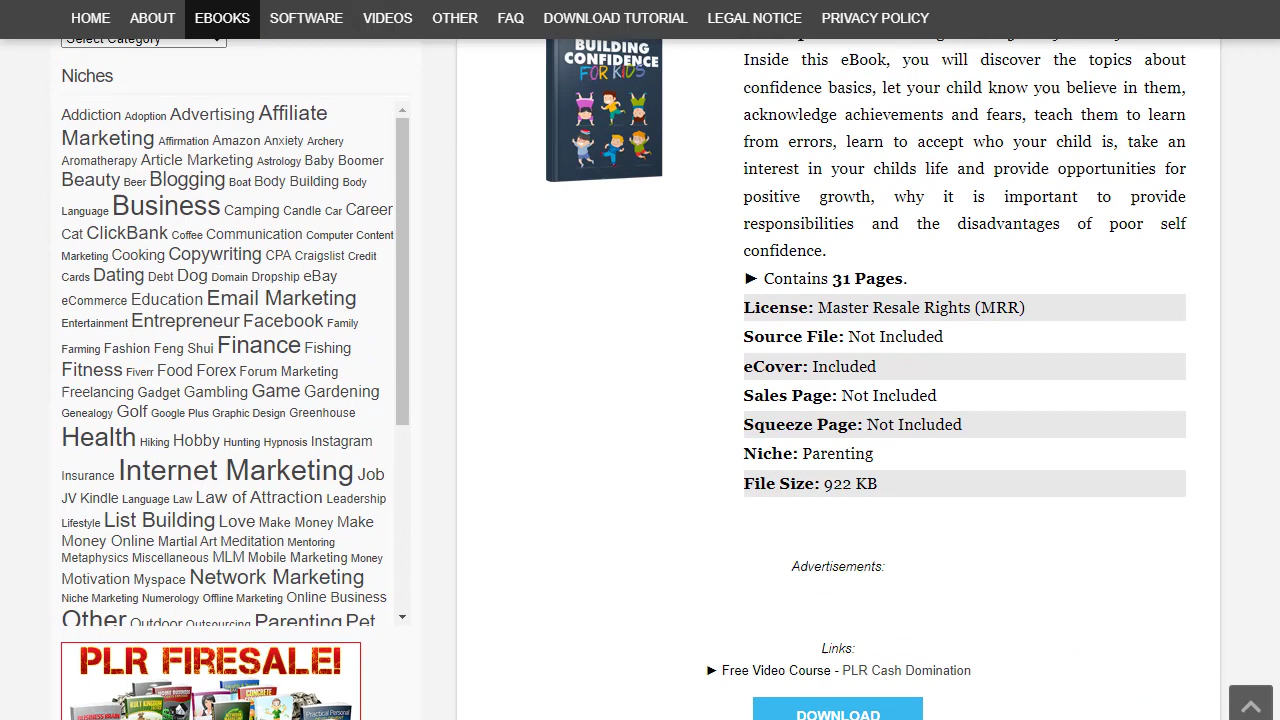 HOME ABOUT EBOOKS SOFTWARE VIDEOS OTHER FAQ DOWNLOAD TUTORIAL LEGAL NOTICE PRIVACY POLICY
Select Category
Niches
Addiction Adoption Advertising Affiliate
Marketing Affirmation Amazon Anxiety Archery
Aromatherapy Article Marketing Astrology Baby Boomer
Beauty Beer Blogging Boat Body Building Body
Language Business Camping Candle Car Career
Cat ClickBank Coffee Communication Computer Content
Marketing Cooking Copywriting CPA Craigslist Credit
Cards Dating Debt Dog Domain Dropship eBay
eCommerce Education Email Marketing
Entertainment Entrepreneur Facebook Family
Farming Fashion Feng Shui Finance Fishing
Fitness Fiverr Food Forex Forum Marketing
Freelancing Gadget Gambling Game Gardening
Genealogy Golf Google Plus Graphic Design Greenhouse
Health Hiking Hobby Hunting Hypnosis Instagram
Insurance Internet Marketing Job
JV Kindle Language Law Law of Attraction Leadership
Lifestyle List Building Love Make Money Make
Money Online Martial Art Meditation Mentoring
Metaphysics Miscellaneous MLM Mobile Marketing Money
Motivation Myspace Network Marketing
Niche Marketing Numerology Offline Marketing Online Business
Other Outdoor Outsourcing Parenting Pet
PLR FIRESALE!
BUILDING
CONFIDENCE
FOR KIDS
Inside this eBook, you will discover the topics about
confidence basics, let your child know you believe in them,
acknowledge achievements and fears, teach them to learn
from errors, learn to accept who your child is, take an
interest in your childs life and provide opportunities for
positive growth, why it is important to provide
responsibilities and the disadvantages of poor self
confidence.
► Contains 31 Pages.
License: Master Resale Rights (MRR)
Source File: Not Included
eCover: Included
Sales Page: Not Included
Squeeze Page: Not Included
Niche: Parenting
File Size: 922 KB
Advertisements:
Links:
► Free Video Course - PLR Cash Domination
DOWNLOAD